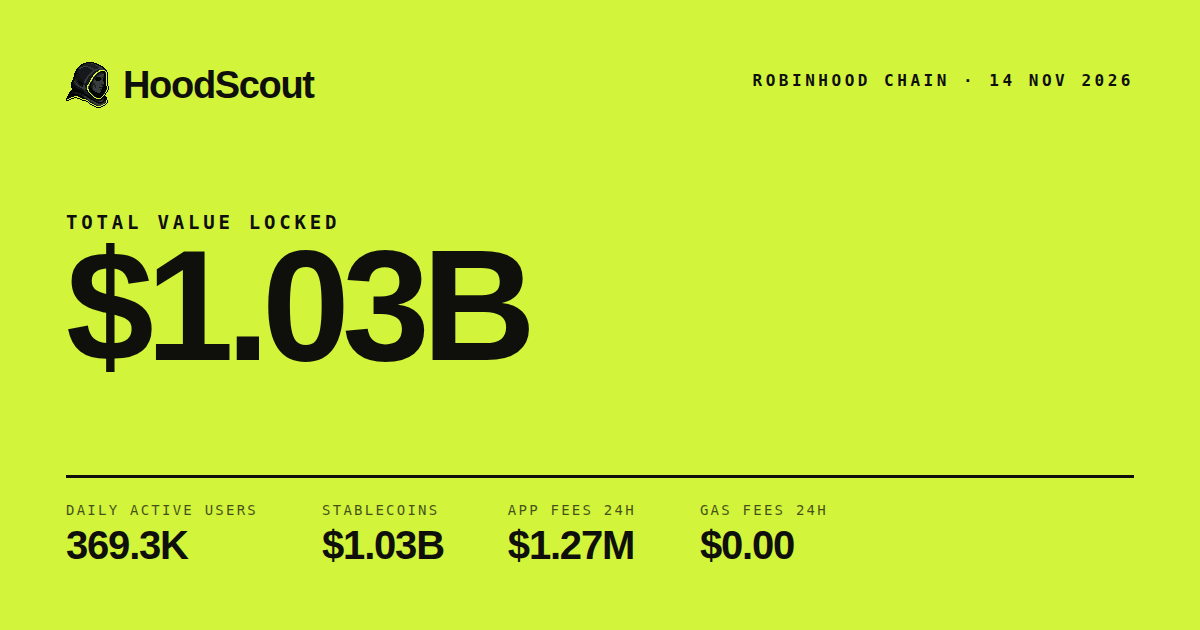 HoodScout
ROBINHOOD CHAIN · 14 NOV 2026
TOTAL VALUE LOCKED
$1.03B
DAILY ACTIVE USERS
369.3K
STABLECOINS
$1.03B
APP FEES 24H
$1.27M
GAS FEES 24H
$0.00